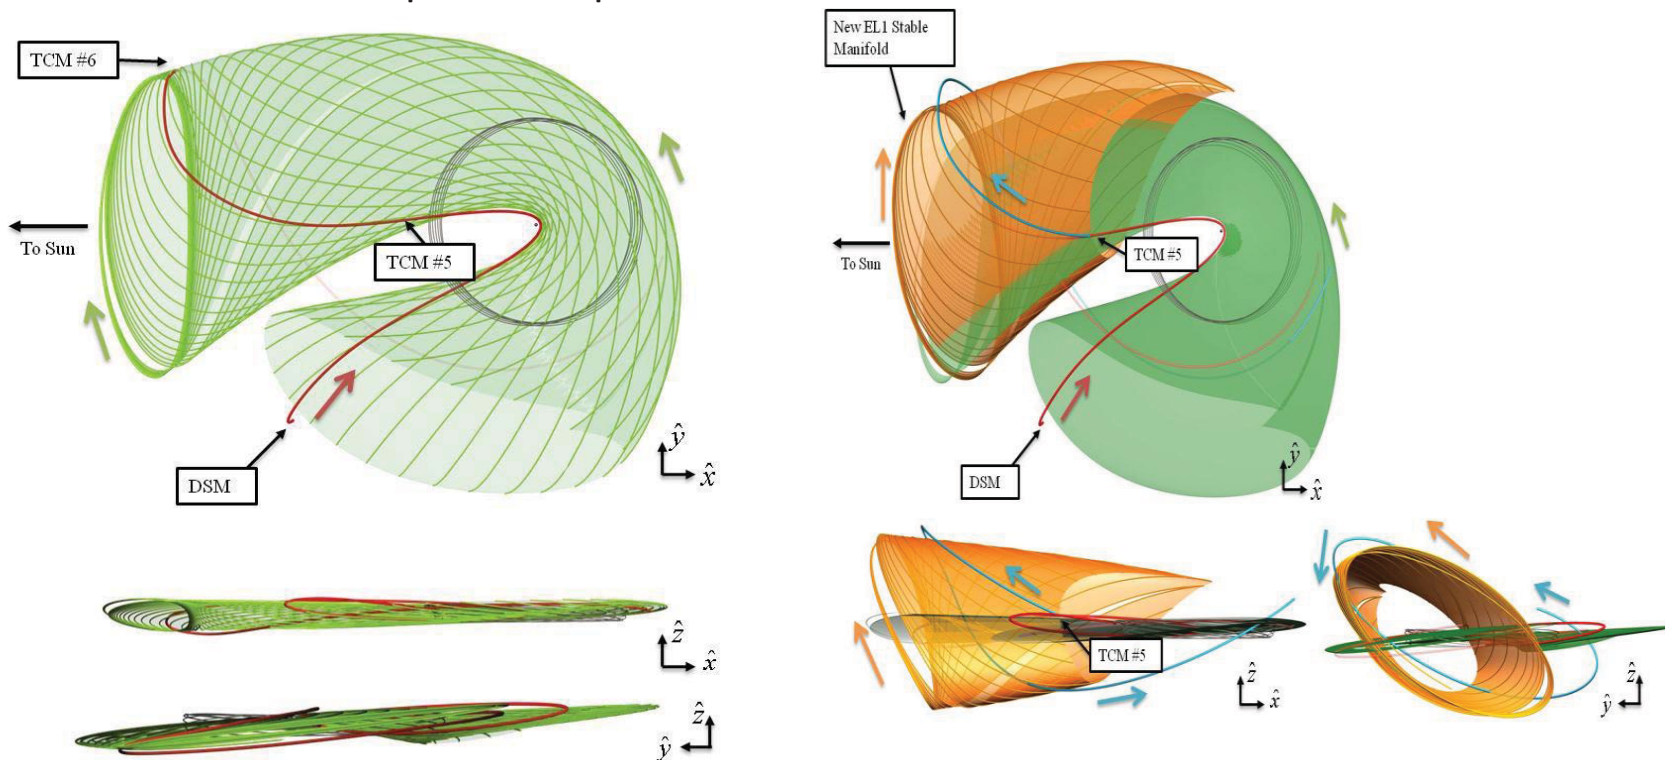 TCM #6
To Sun
TCM #5
DSM
ŷ
x̂
ẑ
x̂
ẑ
ŷ
New EL1 Stable
Manifold
To Sun
TCM #5
DSM
ŷ
x̂
TCM #5
ẑ
x̂
ẑ
ŷ